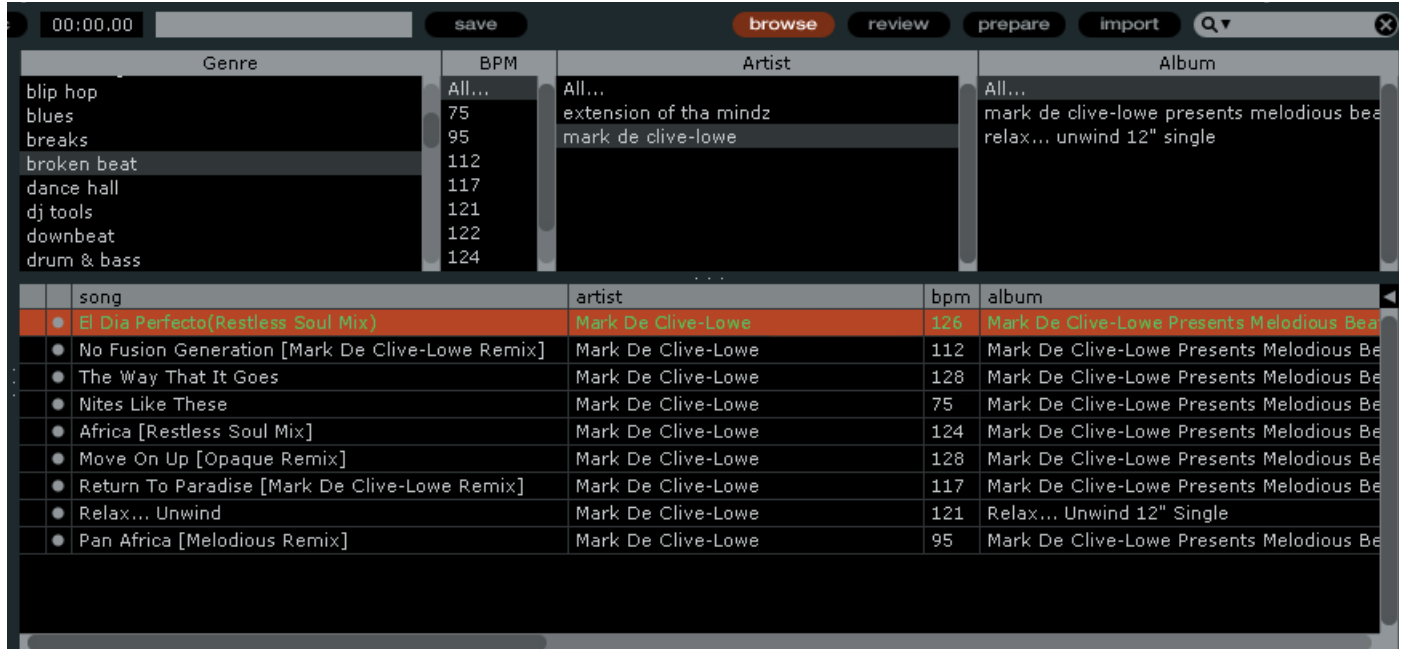 00:00.00 save browse review prepare import
Genre BPM Artist Album
blip hop All... All... All...
blues 75 extension of tha mindz mark de clive-lowe presents melodious bea
breaks 95 mark de clive-lowe relax... unwind 12" single
broken beat 112
dance hall 117
dj tools 121
downbeat 122
drum & bass 124
song artist bpm album
El Dia Perfecto(Restless Soul Mix) Mark De Clive-Lowe 126 Mark De Clive-Lowe Presents Melodious Bea
No Fusion Generation [Mark De Clive-Lowe Remix] Mark De Clive-Lowe 112 Mark De Clive-Lowe Presents Melodious Be
The Way That It Goes Mark De Clive-Lowe 128 Mark De Clive-Lowe Presents Melodious Be
Nites Like These Mark De Clive-Lowe 75 Mark De Clive-Lowe Presents Melodious Be
Africa [Restless Soul Mix] Mark De Clive-Lowe 124 Mark De Clive-Lowe Presents Melodious Be
Move On Up [Opaque Remix] Mark De Clive-Lowe 128 Mark De Clive-Lowe Presents Melodious Be
Return To Paradise [Mark De Clive-Lowe Remix] Mark De Clive-Lowe 117 Mark De Clive-Lowe Presents Melodious Be
Relax... Unwind Mark De Clive-Lowe 121 Relax... Unwind 12" Single
Pan Africa [Melodious Remix] Mark De Clive-Lowe 95 Mark De Clive-Lowe Presents Melodious Be